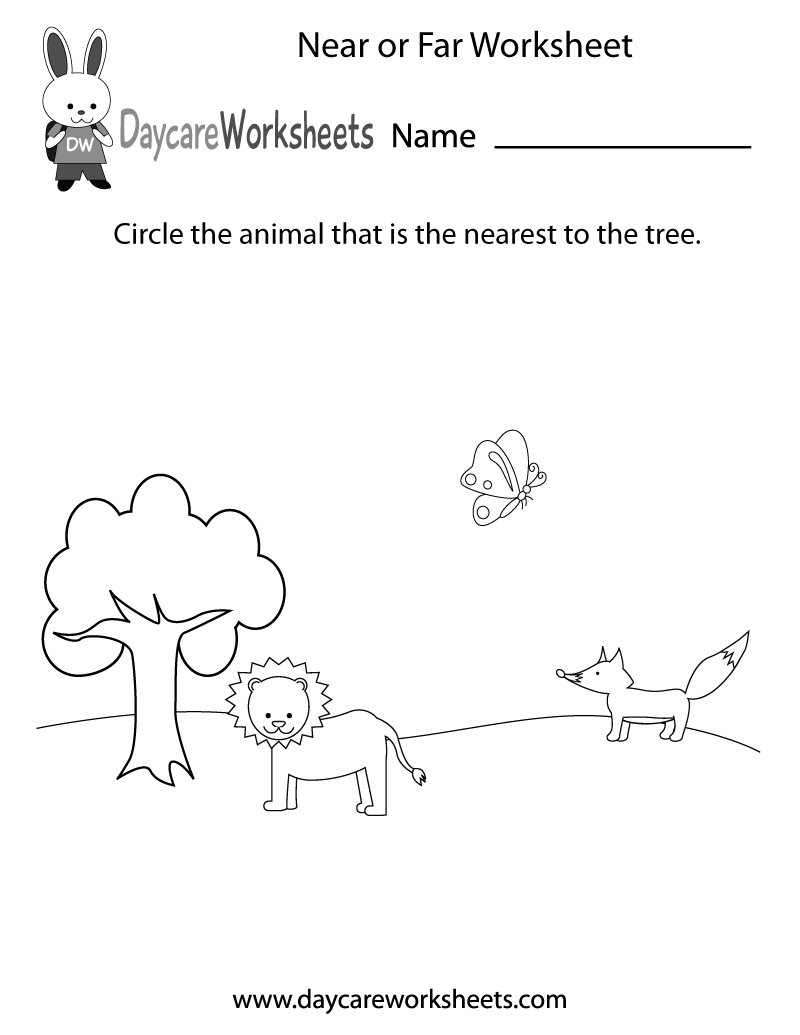 Near or Far Worksheet
DW
DaycareWorksheets Name
Circle the animal that is the nearest to the tree.
www.daycareworksheets.com